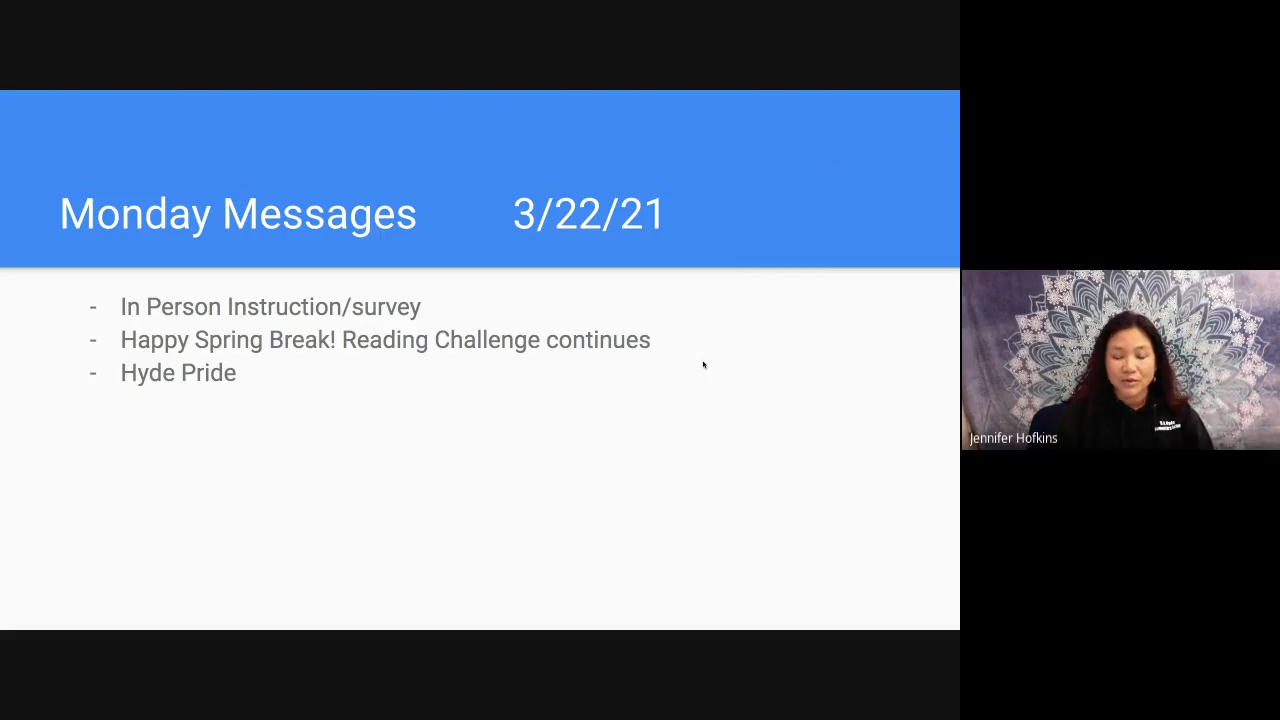 Monday Messages 3/22/21
- In Person Instruction/survey
- Happy Spring Break! Reading Challenge continues
- Hyde Pride
Jennifer Hofkins